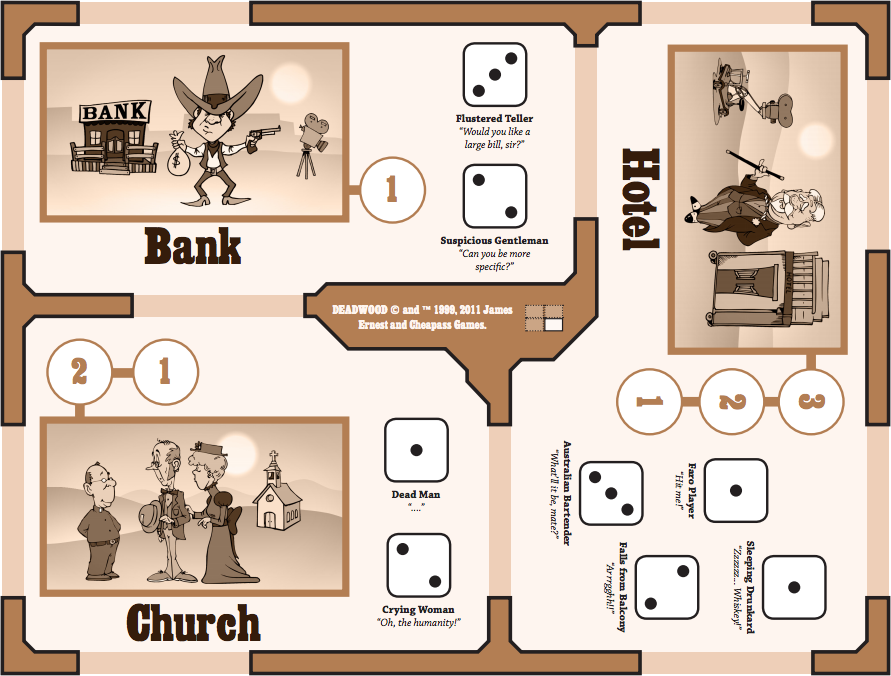 BANK
$
1
Bank
Flustered Teller
"Would you like a
large bill, sir?"
Suspicious Gentleman
"Can you be more
specific?"
DEADWOOD © and ™ 1999, 2011 James
Ernest and Cheapass Games.
2
1
Church
Dead Man
"...."
Crying Woman
"Oh, the humanity!"
Hotel
HOTEL
3
2
1
Faro Player
"Hit me!"
Australian Bartender
"What'll it be, mate?"
Sleeping Drunkard
"Zzzzzz... Whiskey!"
Falls from Balcony
"Arrrgghh!!"